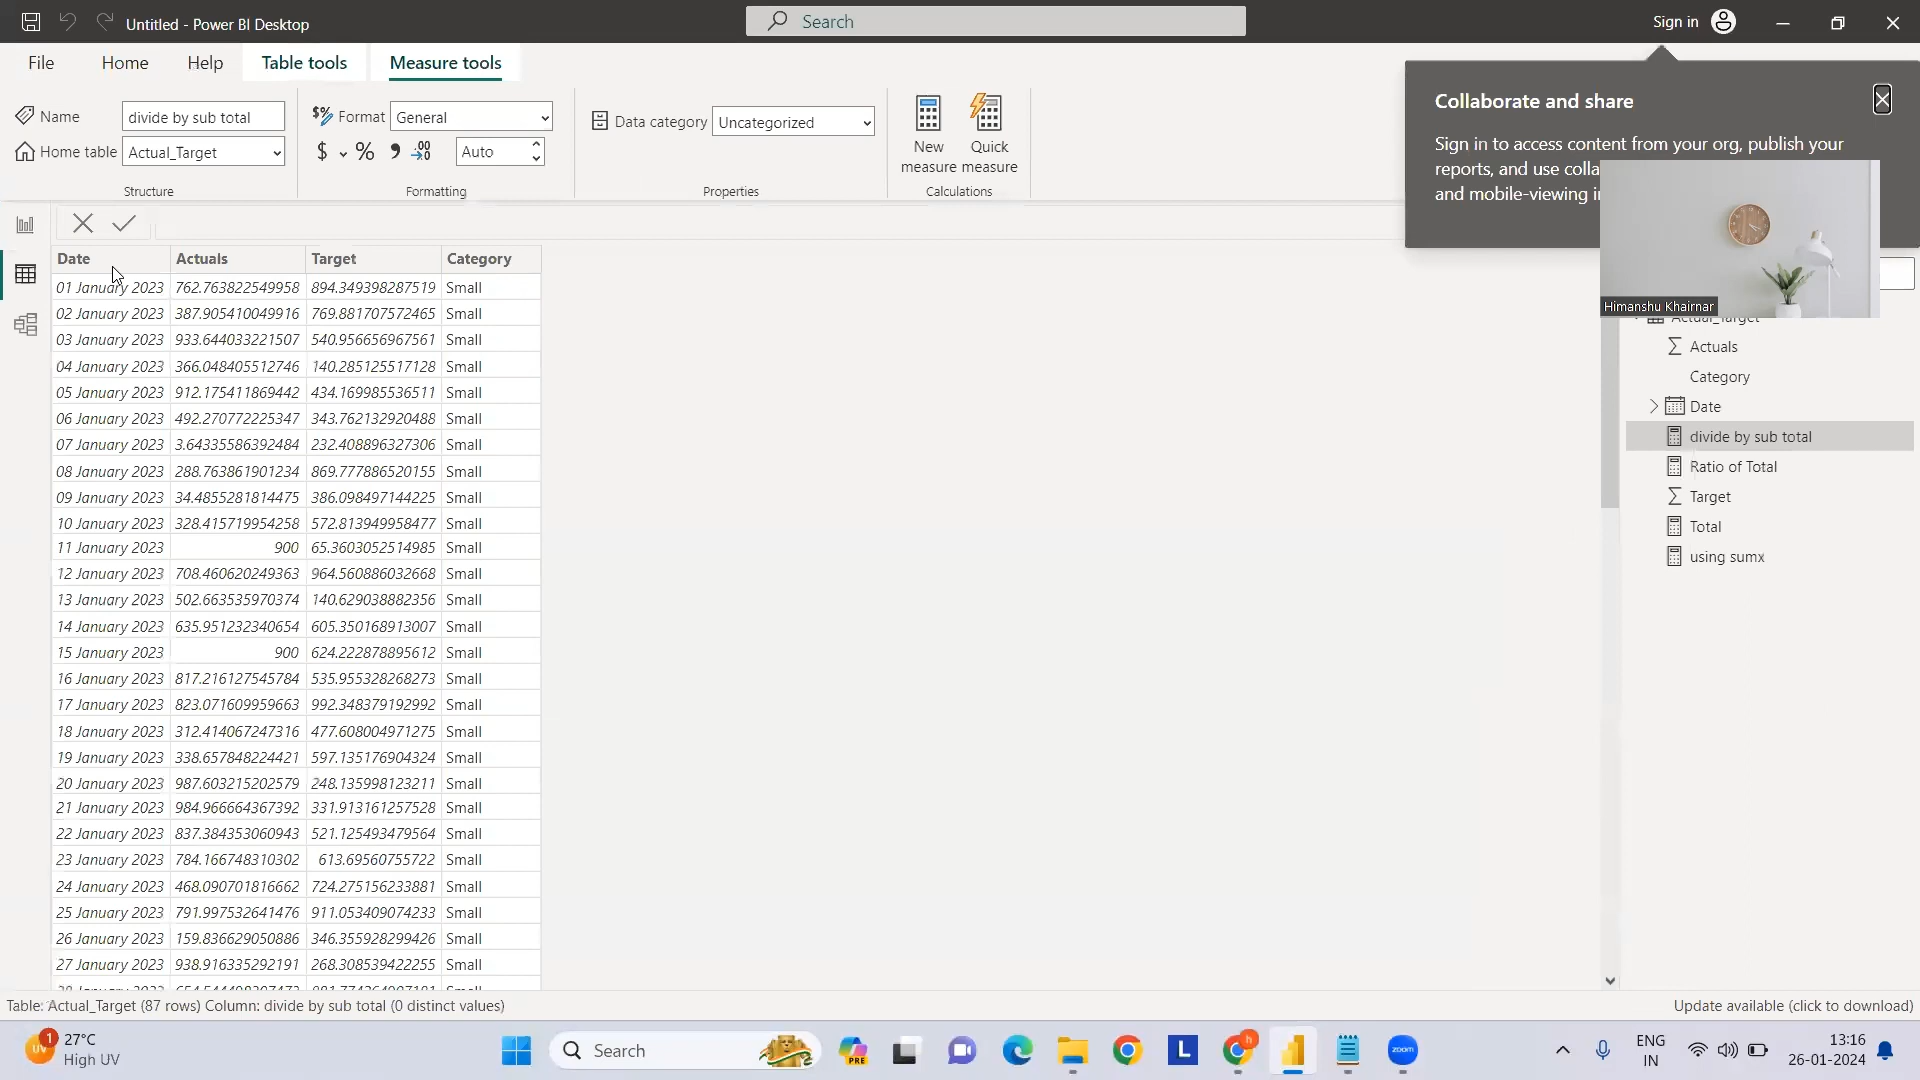 Untitled - Power BI Desktop
Search
Sign in
File
Home
Help
Table tools
Measure tools
Name
divide by sub total
Format
General
Data category
Uncategorized
New
measure
Quick
measure
Home table
Actual_Target
$
%
Auto
Structure
Formatting
Properties
Calculations
Collaborate and share
Sign in to access content from your org, publish your
reports, and use colla
and mobile-viewing i
Himanshu Khairnar
Date Actuals Target Category
01 January 2023 762.763822549958 894.349398287519 Small
02 January 2023 387.905410049916 769.881707572465 Small
03 January 2023 933.644033221507 540.956656967561 Small
04 January 2023 366.048405512746 140.285125517128 Small
05 January 2023 912.175411869442 434.169985536511 Small
06 January 2023 492.270772225347 343.762132920488 Small
07 January 2023 3.64335586392484 232.408896327306 Small
08 January 2023 288.763861901234 869.777886520155 Small
09 January 2023 34.4855281814475 386.098497144225 Small
10 January 2023 328.415719954258 572.813949958477 Small
11 January 2023 900 65.3603052514985 Small
12 January 2023 708.460620249363 964.560886032668 Small
13 January 2023 502.663535970374 140.629038882356 Small
14 January 2023 635.951232340654 605.350168913007 Small
15 January 2023 900 624.222878895612 Small
16 January 2023 817.216127545784 535.955328268273 Small
17 January 2023 823.071609959663 992.348379192992 Small
18 January 2023 312.414067247316 477.608004971275 Small
19 January 2023 338.657848224421 597.135176904324 Small
20 January 2023 987.603215202579 248.135998123211 Small
21 January 2023 984.966664367392 331.913161257528 Small
22 January 2023 837.384353060943 521.125493479564 Small
23 January 2023 784.166748310302 613.69560755722 Small
24 January 2023 468.090701816662 724.275156233881 Small
25 January 2023 791.997532641476 911.053409074233 Small
26 January 2023 159.836629050886 346.355928299426 Small
27 January 2023 938.916335292191 268.308539422255 Small
Actual_Target
Actuals
Category
Date
divide by sub total
Ratio of Total
Target
Total
using sumx
Table: Actual_Target (87 rows) Column: divide by sub total (0 distinct values)
Update available (click to download)
1
27°C
High UV
Search
PRE
L
h
zoom
ENG
IN
13:16
26-01-2024